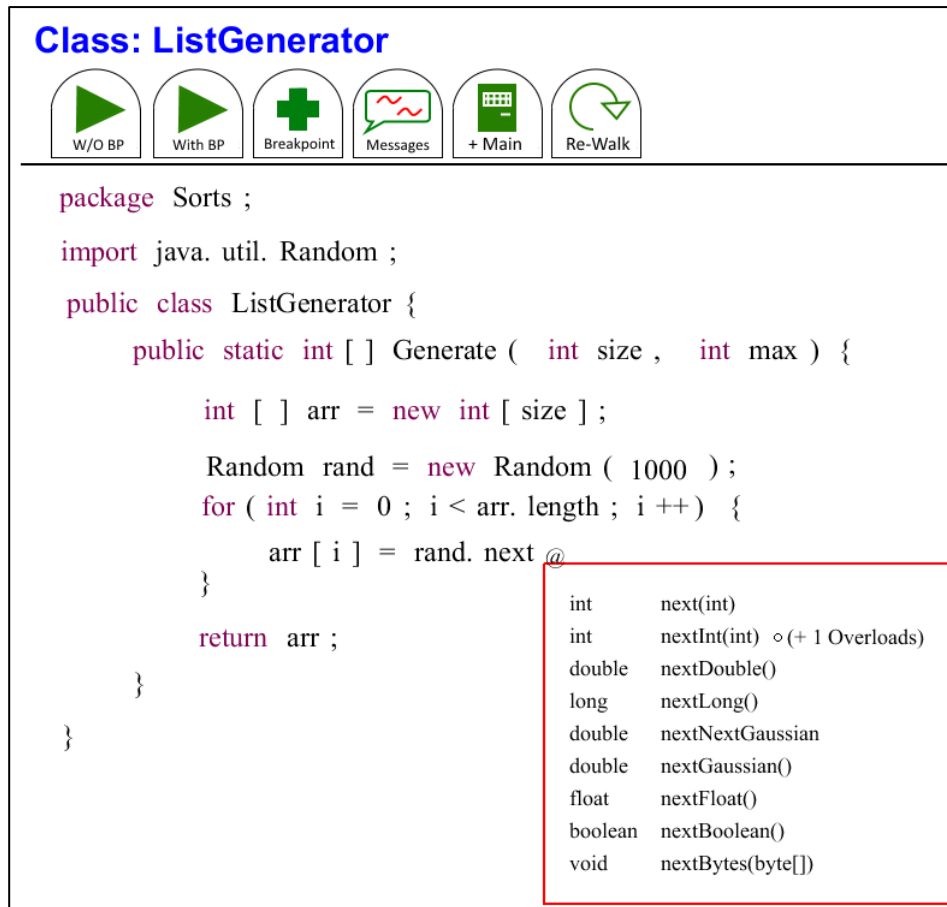 Class: ListGenerator
W/O BP With BP Breakpoint Messages + Main Re-Walk
package Sorts ;
import java. util. Random ;
public class ListGenerator {
public static int [ ] Generate ( int size , int max ) {
int [ ] arr = new int [ size ] ;
Random rand = new Random ( 1000 ) ;
for ( int i = 0 ; i < arr. length ; i ++ ) {
arr [ i ] = rand. next @
}
return arr ;
}
}
int next(int)
int nextInt(int) o (+ 1 Overloads)
double nextDouble()
long nextLong()
double nextNextGaussian
double nextGaussian()
float nextFloat()
boolean nextBoolean()
void nextBytes(byte[])